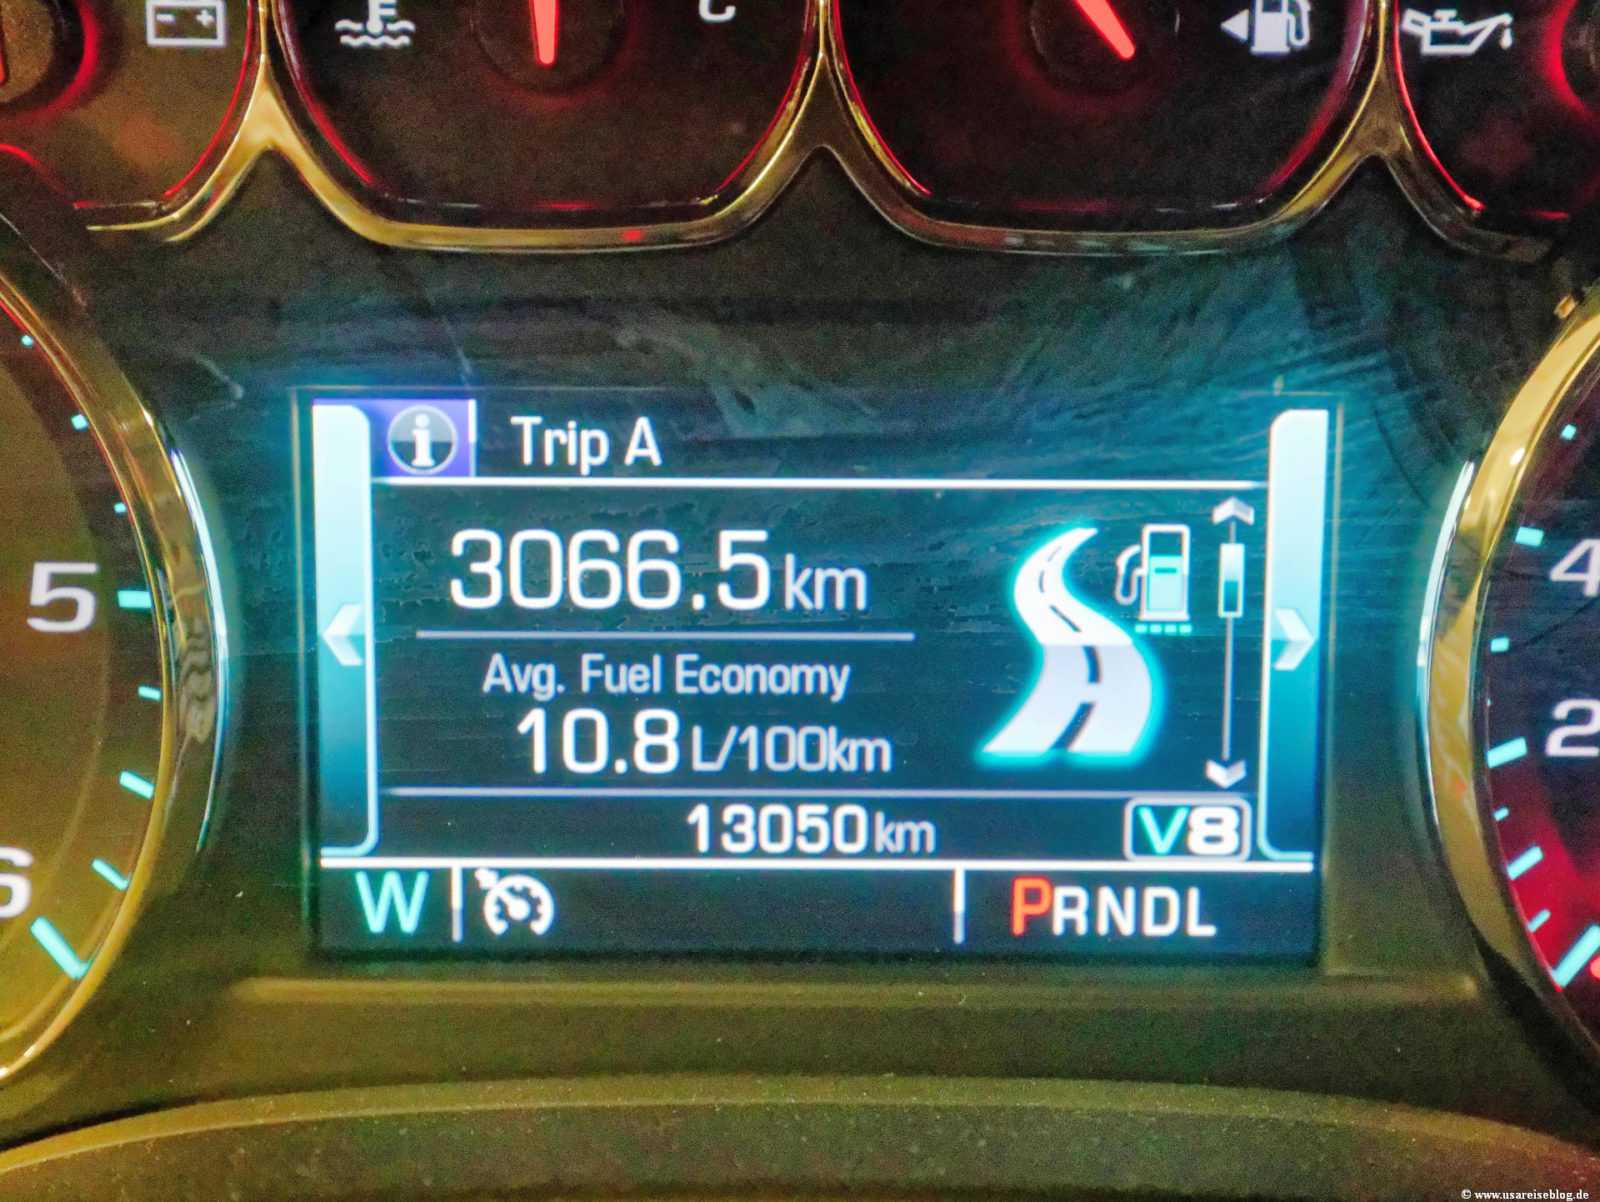 C
Trip A
3066.5 km
Avg. Fuel Economy
10.8 L/100km
13050 km
V8
W
PRNDL
5
6
4
2
© www.usareiseblog.de